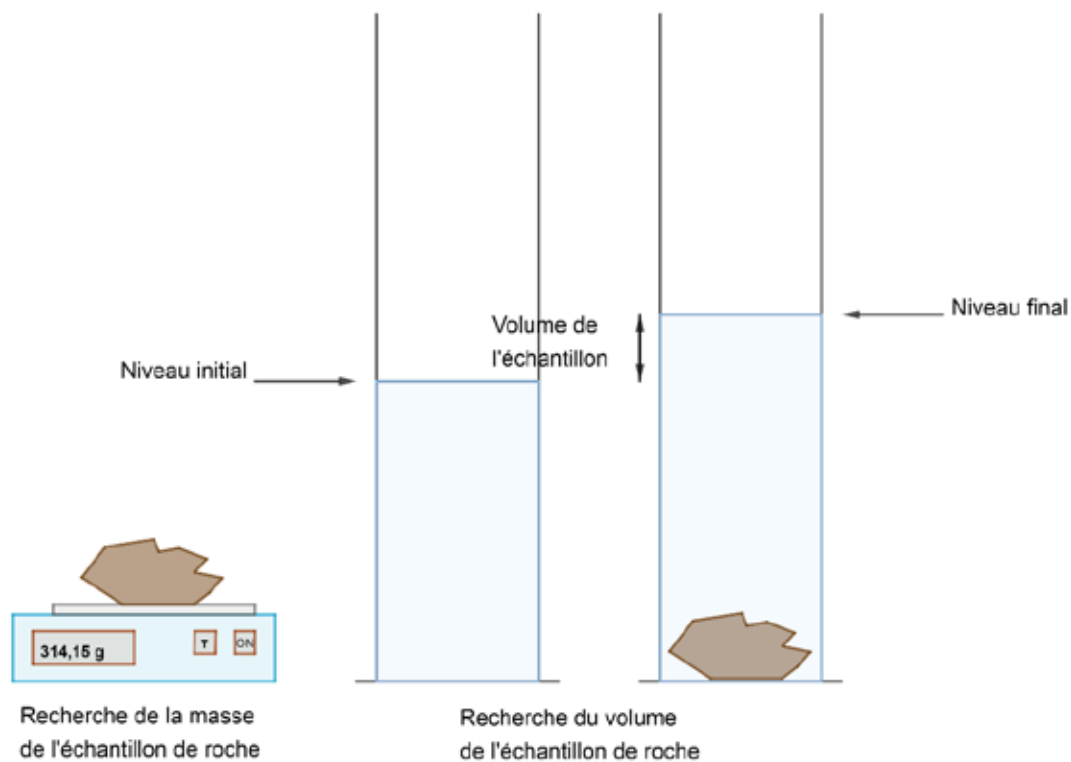 Niveau final
Volume de
l'échantillon
Niveau initial
314,15 g
T
ON
Recherche de la masse
de l'échantillon de roche
Recherche du volume
de l'échantillon de roche